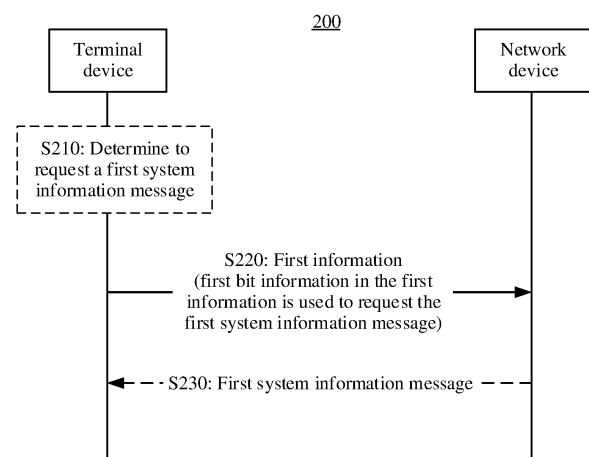 200
Terminal
device
Network
device
S210: Determine to
request a first system
information message
S220: First information
(first bit information in the first
information is used to request the
first system information message)
S230: First system information message